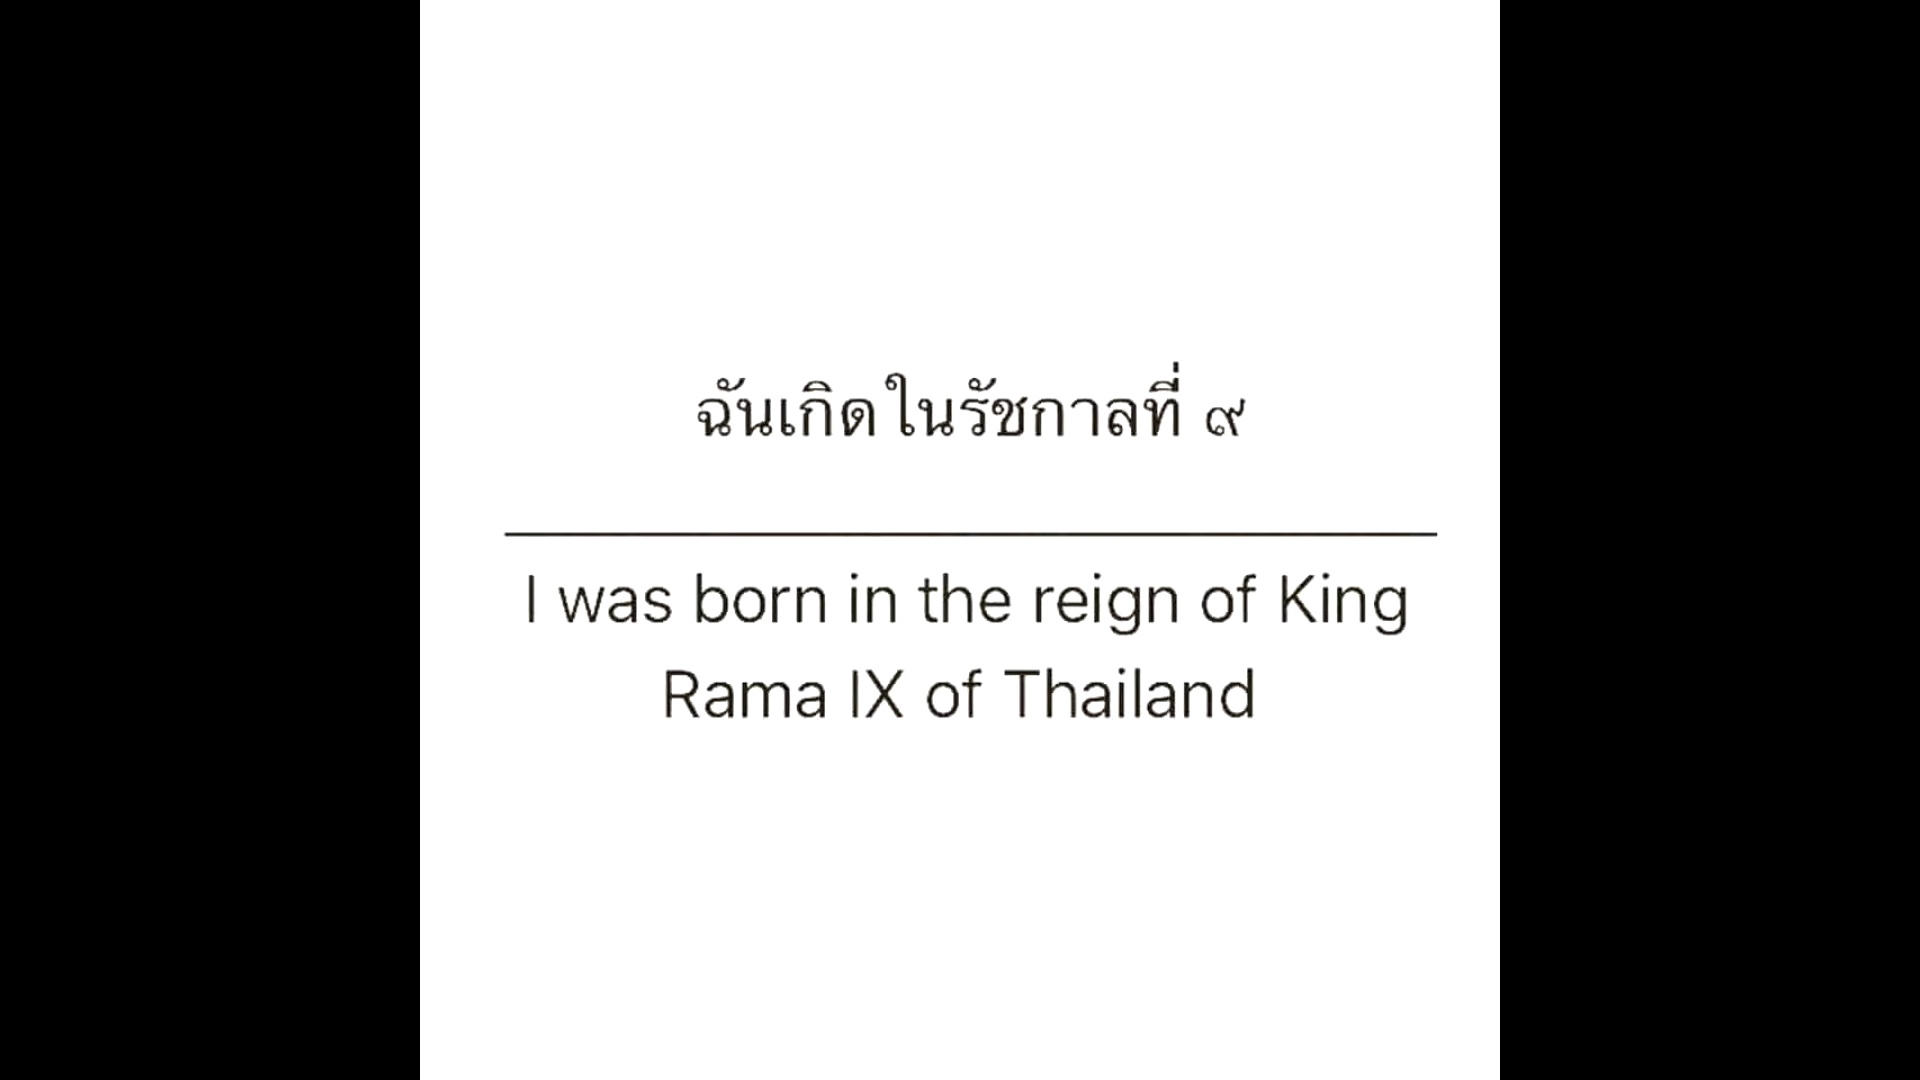 ฉันเกิดในรัชกาลที่ ๙
I was born in the reign of King
Rama IX of Thailand